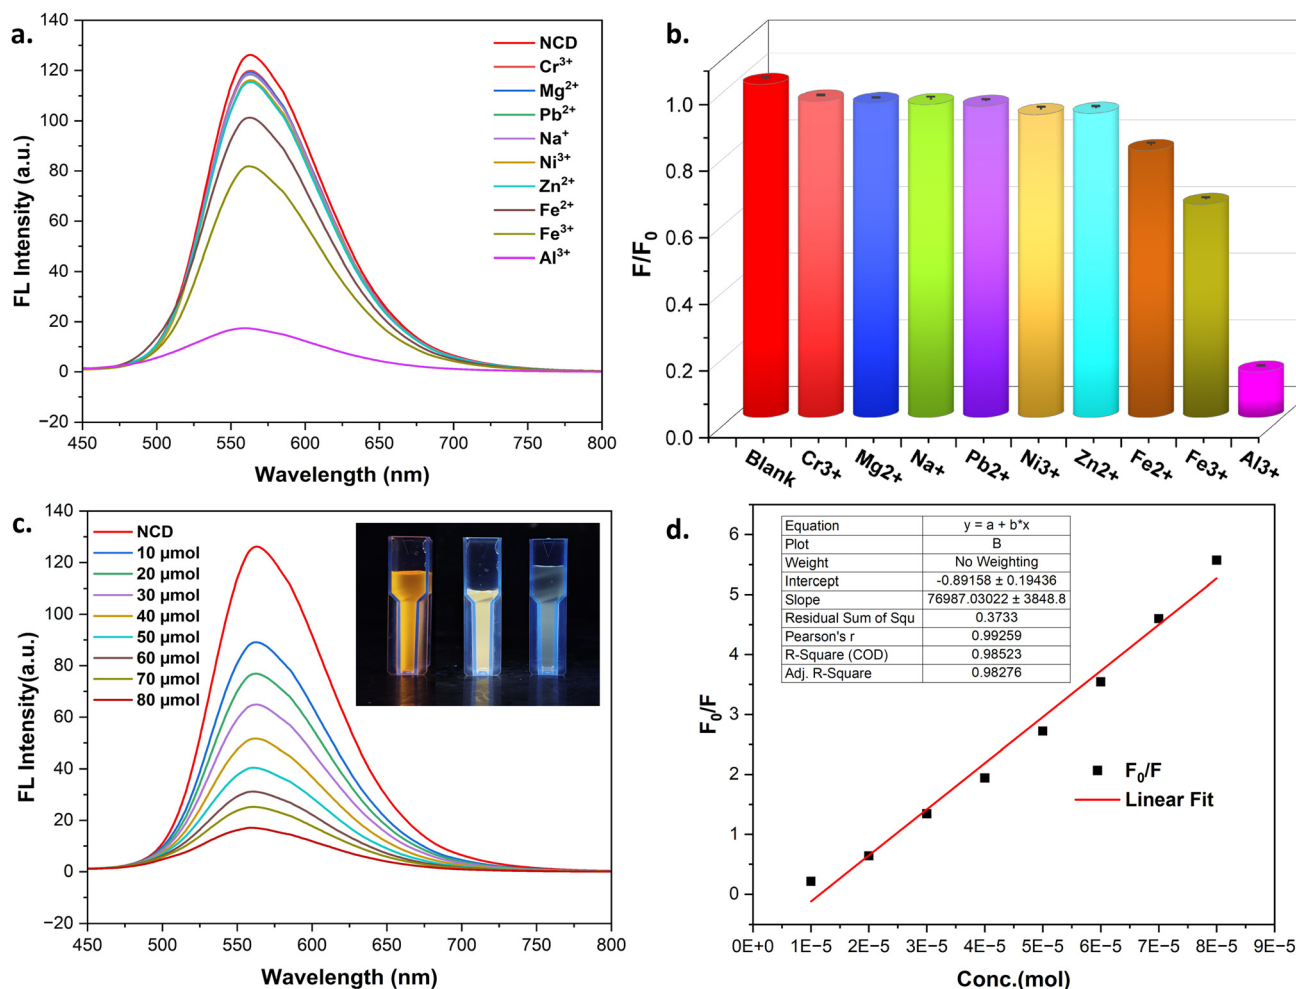 a.
140
120
100
80
60
40
20
0
−20
FL Intensity (a.u.)
450 500 550 600 650 700 750 800
Wavelength (nm)
NCD
Cr³⁺
Mg²⁺
Pb²⁺
Na⁺
Ni³⁺
Zn²⁺
Fe²⁺
Fe³⁺
Al³⁺
b.
1.0
0.8
0.6
0.4
0.2
0.0
F/F₀
Blank Cr3+ Mg2+ Na+ Pb2+ Ni3+ Zn2+ Fe2+ Fe3+ Al3+
c.
140
120
100
80
60
40
20
0
−20
FL Intensity(a.u.)
450 500 550 600 650 700 750 800
Wavelength (nm)
NCD
10 μmol
20 μmol
30 μmol
40 μmol
50 μmol
60 μmol
70 μmol
80 μmol
d.
6
5
4
3
2
1
0
F₀/F
0E+0 1E−5 2E−5 3E−5 4E−5 5E−5 6E−5 7E−5 8E−5 9E−5
Conc.(mol)
Equation y = a + b*x
Plot B
Weight No Weighting
Intercept -0.89158 ± 0.19436
Slope 76987.03022 ± 3848.8
Residual Sum of Squ 0.3733
Pearson's r 0.99259
R-Square (COD) 0.98523
Adj. R-Square 0.98276
F₀/F
Linear Fit